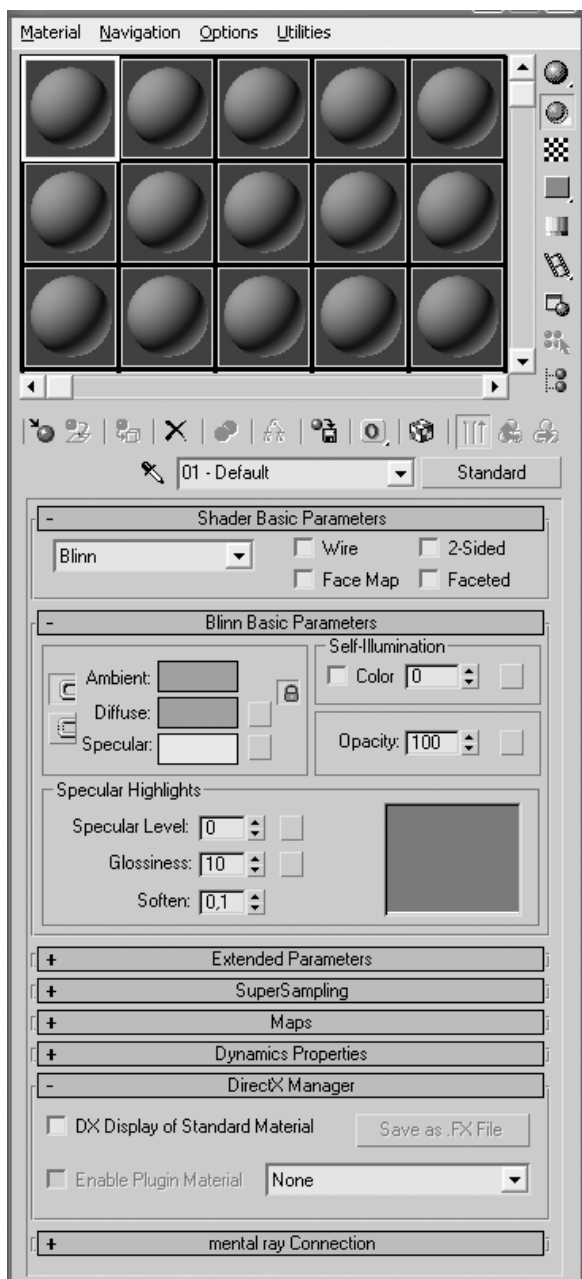 Material Navigation Options Utilities
01 - Default Standard
- Shader Basic Parameters
Blinn Wire 2-Sided
Face Map Faceted
- Blinn Basic Parameters
Self-Illumination
Ambient: Color 0
Diffuse:
Specular: Opacity: 100
Specular Highlights
Specular Level: 0
Glossiness: 10
Soften: 0,1
+ Extended Parameters
+ SuperSampling
+ Maps
+ Dynamics Properties
- DirectX Manager
DX Display of Standard Material Save as .FX File
Enable Plugin Material None
+ mental ray Connection